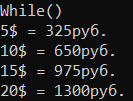 While()
5$ = 325руб.
10$ = 650руб.
15$ = 975руб.
20$ = 1300руб.